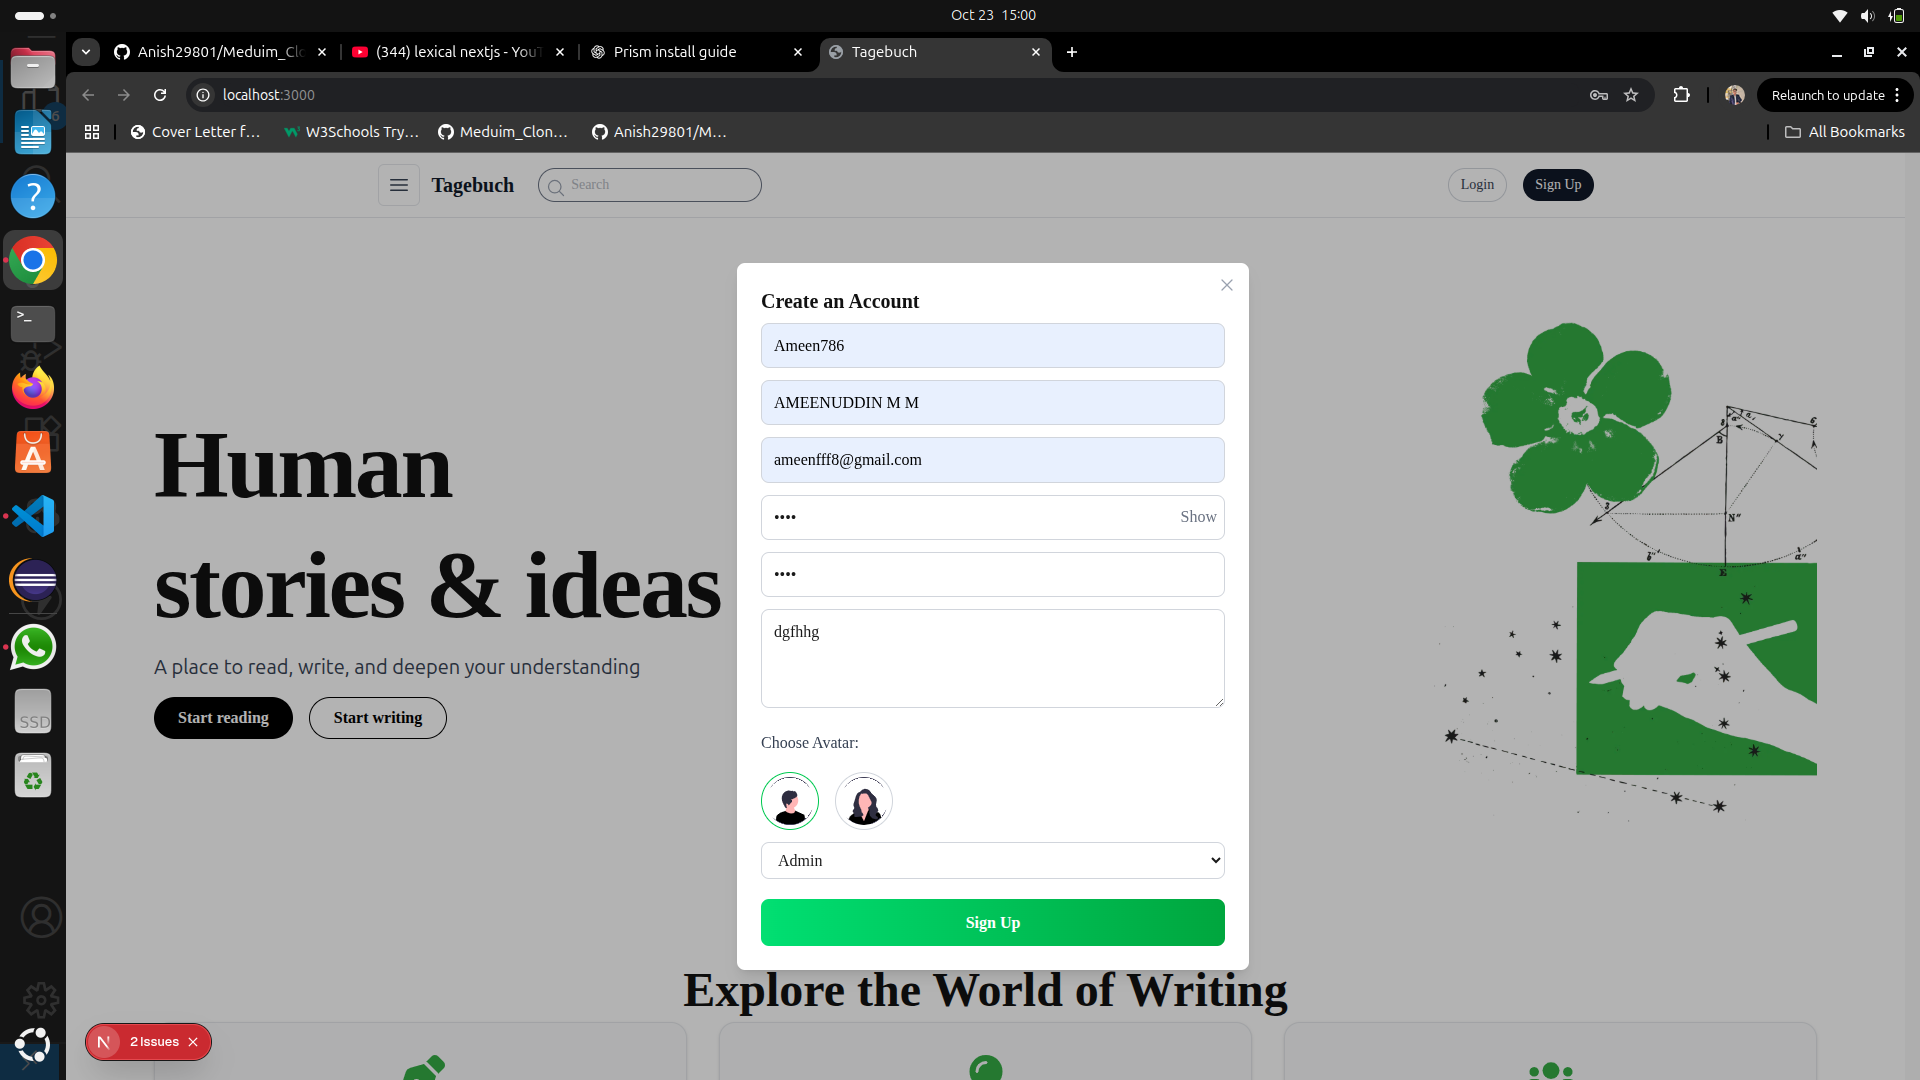 Oct 23 15:00
Anish29801/Meduim_Clo
(344) lexical nextjs - YouT
Prism install guide
Tagebuch
localhost:3000
Relaunch to update
Cover Letter f...
W3Schools Try...
Meduim_Clon...
Anish29801/M...
All Bookmarks
Tagebuch
Search
Login
Sign Up
Create an Account
Ameen786
AMEENUDDIN M M
ameenfff8@gmail.com
••••
Show
••••
dgfhhg
Choose Avatar:
Admin
Sign Up
Human
stories & ideas
A place to read, write, and deepen your understanding
Start reading
Start writing
B
N"
E
Explore the World of Writing
2 Issues
SSD